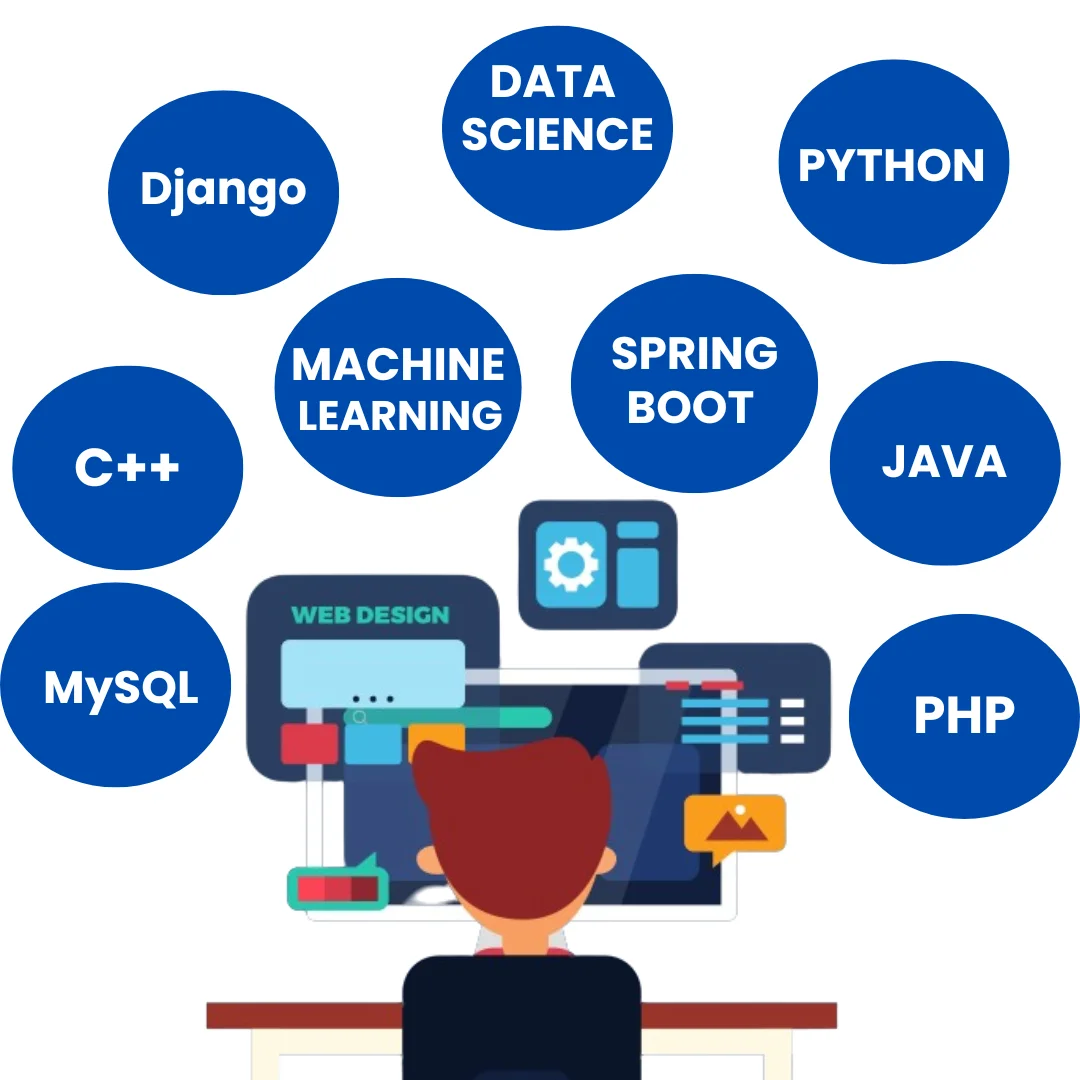 DATA
SCIENCE
PYTHON
Django
SPRING
BOOT
MACHINE
LEARNING
JAVA
C++
WEB DESIGN
MySQL
PHP